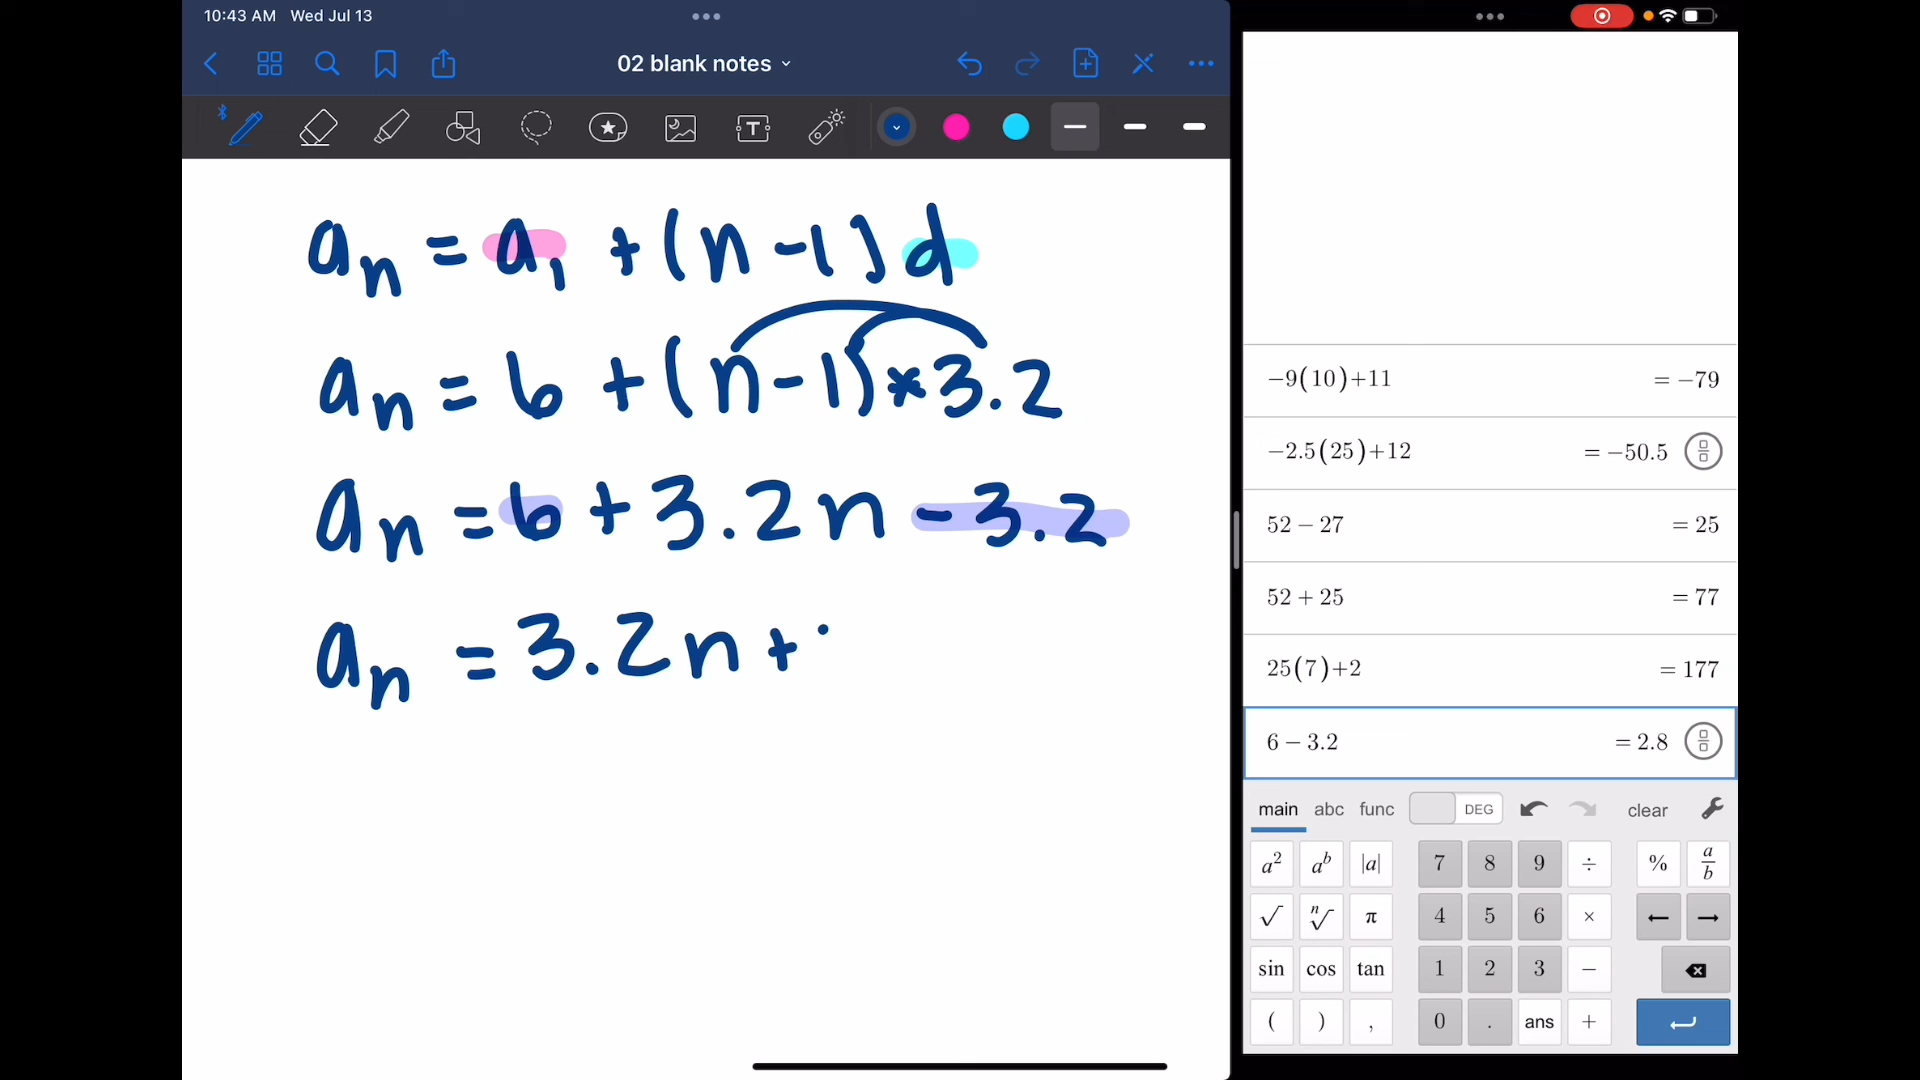 10:43 AM Wed Jul 13
02 blank notes
T
aₙ = a₁ + (n - 1) d
aₙ = 6 + (n - 1) * 3.2
aₙ = 6 + 3.2n - 3.2
aₙ = 3.2n +
−9(10)+11 = −79
−2.5(25)+12 = −50.5
52 − 27 = 25
52 + 25 = 77
25(7)+2 = 177
6 − 3.2 = 2.8
main abc func DEG clear
a² aᵇ |a| 7 8 9 ÷ % a/b
√ ⁿ√ π 4 5 6 × ← →
sin cos tan 1 2 3 −
( ) , 0 . ans +